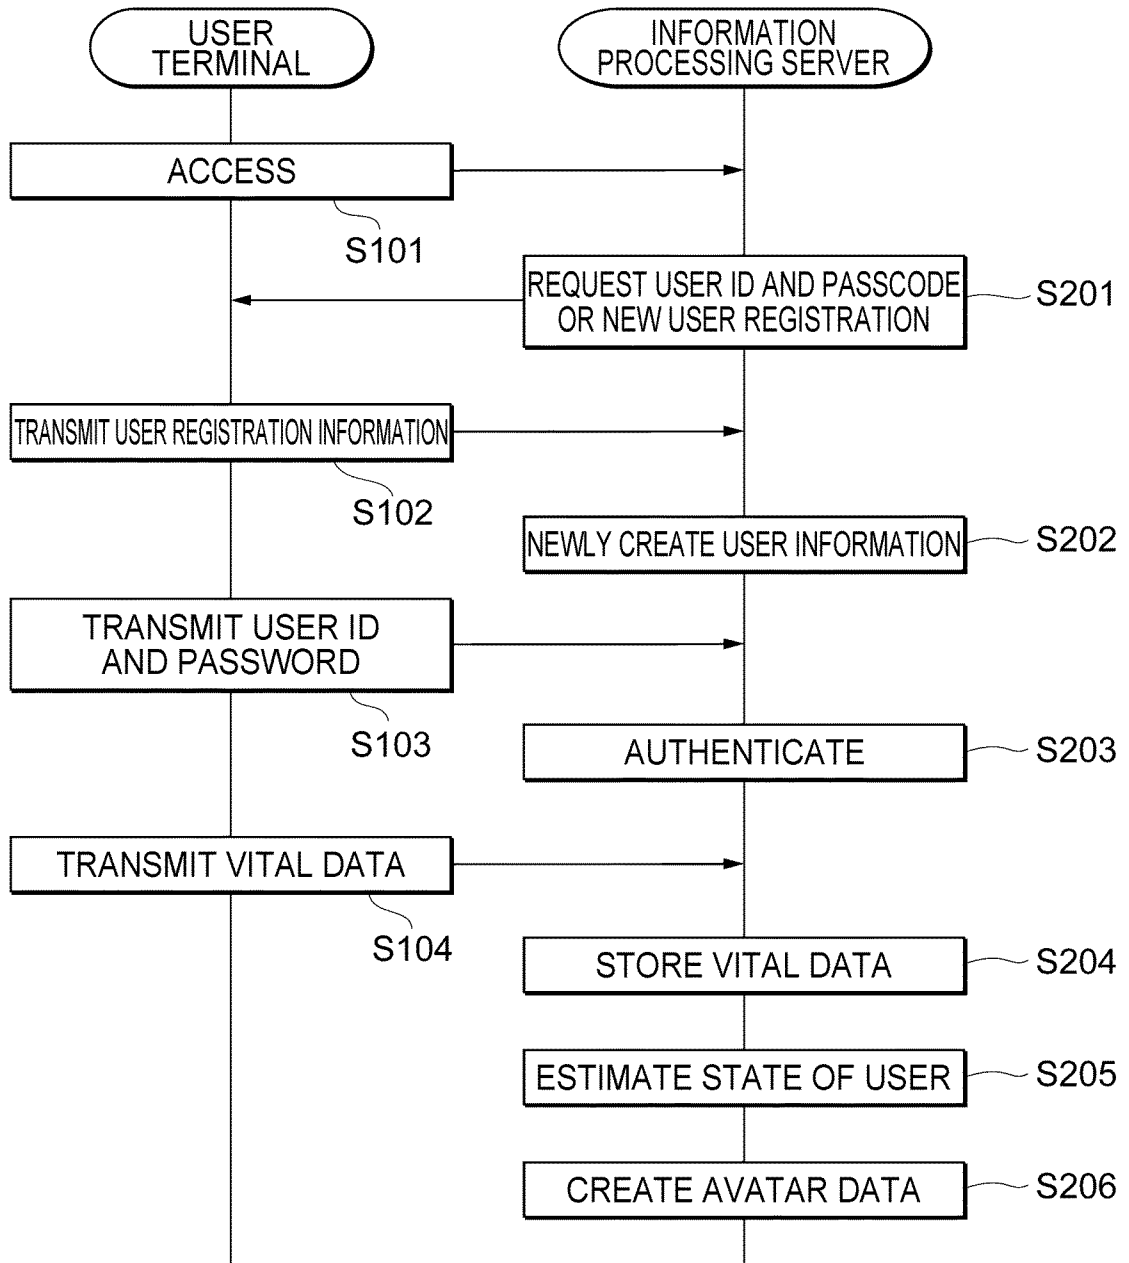 USER
TERMINAL
INFORMATION
PROCESSING SERVER
ACCESS
S101
REQUEST USER ID AND PASSCODE
OR NEW USER REGISTRATION
S201
TRANSMIT USER REGISTRATION INFORMATION
S102
NEWLY CREATE USER INFORMATION
S202
TRANSMIT USER ID
AND PASSWORD
S103
AUTHENTICATE
S203
TRANSMIT VITAL DATA
S104
STORE VITAL DATA
S204
ESTIMATE STATE OF USER
S205
CREATE AVATAR DATA
S206